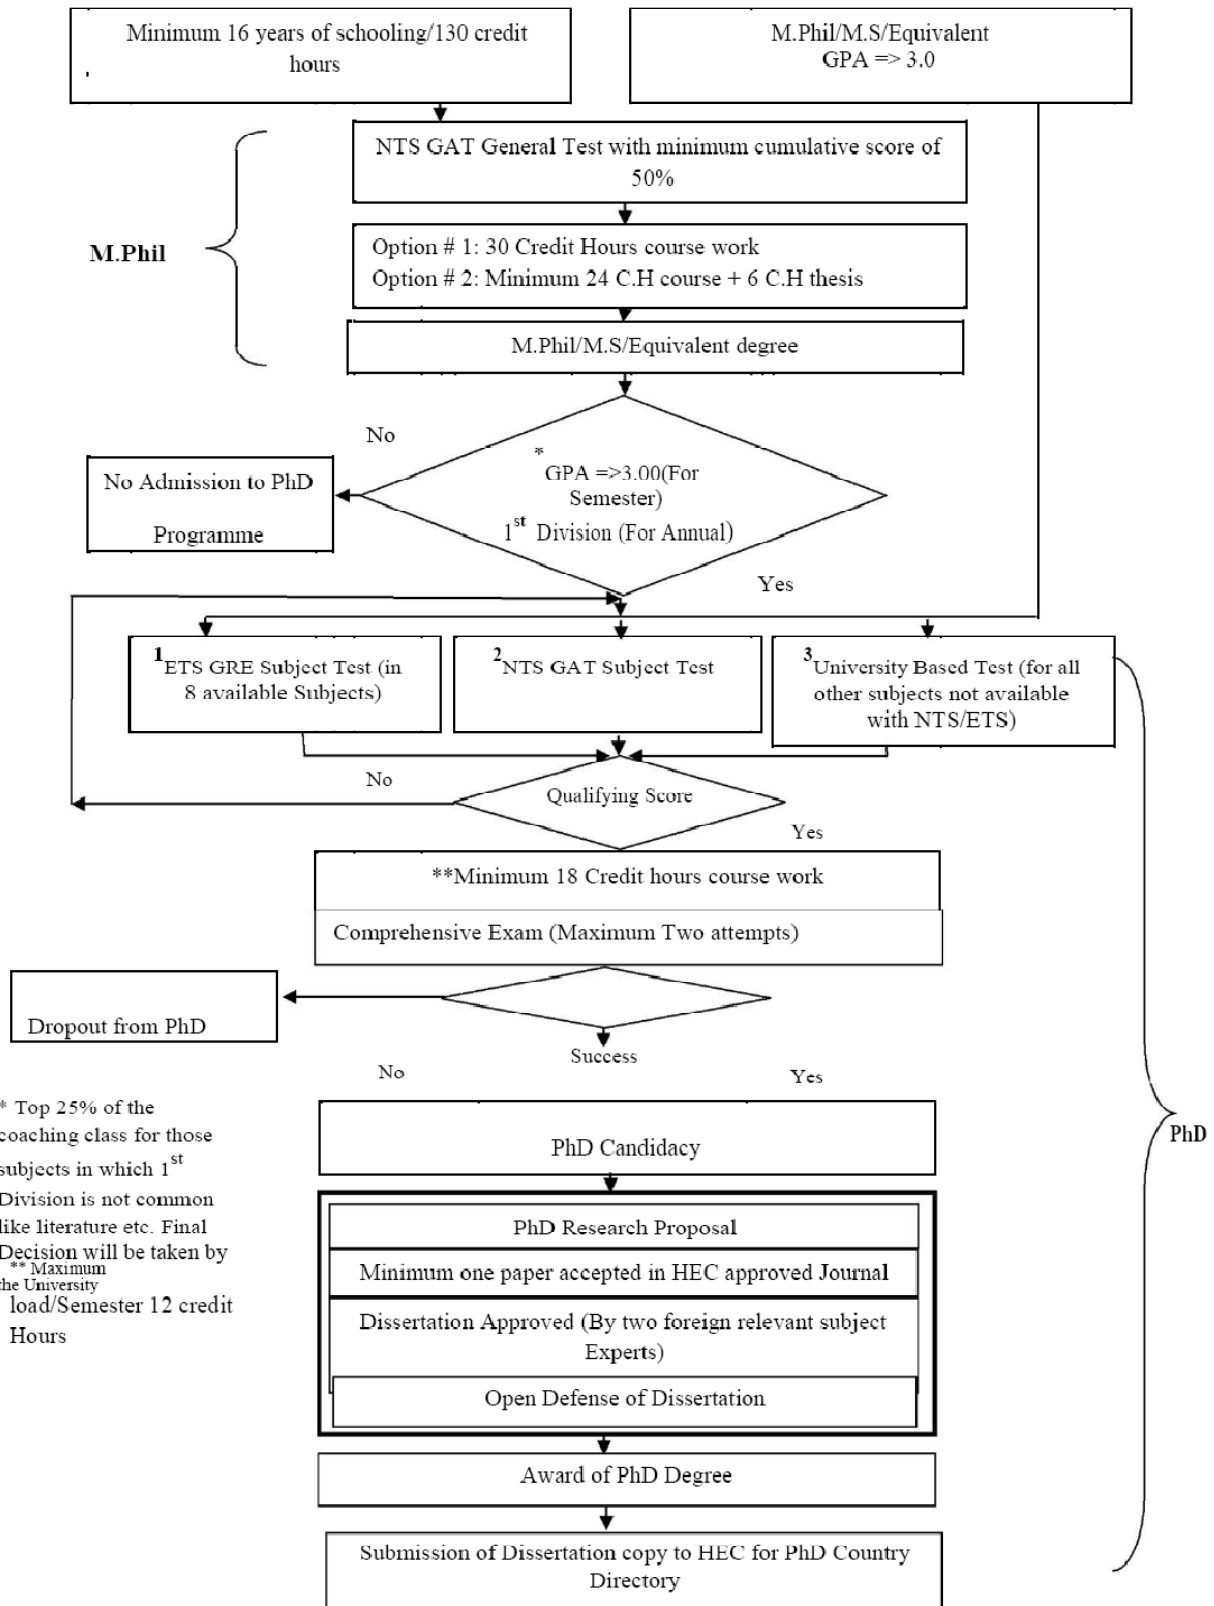 Minimum 16 years of schooling/130 credit
hours
M.Phil/M.S/Equivalent
GPA => 3.0
NTS GAT General Test with minimum cumulative score of
50%
M.Phil
Option # 1: 30 Credit Hours course work
Option # 2: Minimum 24 C.H course + 6 C.H thesis
M.Phil/M.S/Equivalent degree
No
* GPA =>3.00(For
Semester)
1st Division (For Annual)
No Admission to PhD
Programme
Yes
1ETS GRE Subject Test (in
8 available Subjects)
2NTS GAT Subject Test
3University Based Test (for all
other subjects not available
with NTS/ETS)
No
Qualifying Score
Yes
**Minimum 18 Credit hours course work
Comprehensive Exam (Maximum Two attempts)
Dropout from PhD
Success
No
Yes
PhD Candidacy
PhD
* Top 25% of the
coaching class for those
subjects in which 1st
Division is not common
like literature etc. Final
Decision will be taken by
the University
** Maximum
load/Semester 12 credit
Hours
PhD Research Proposal
Minimum one paper accepted in HEC approved Journal
Dissertation Approved (By two foreign relevant subject
Experts)
Open Defense of Dissertation
Award of PhD Degree
Submission of Dissertation copy to HEC for PhD Country
Directory